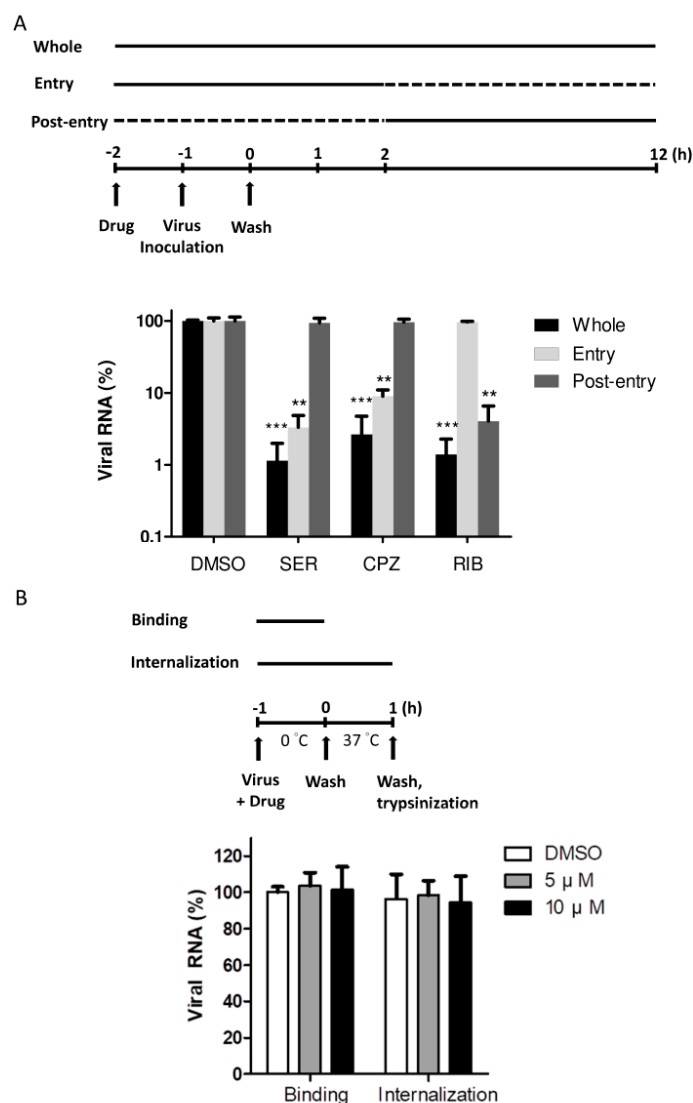 A
Whole
Entry
Post-entry
-2 -1 0 1 2 12 (h)
Drug Virus Wash
Inoculation
Viral RNA (%)
100
10
1
0.1
*** ** *** ** *** **
DMSO SER CPZ RIB
Whole
Entry
Post-entry
B
Binding
Internalization
-1 0 1 (h)
0 °C 37 °C
Virus Wash Wash,
+ Drug trypsinization
Viral RNA (%)
120
100
80
60
40
20
0
Binding Internalization
DMSO
5 μ M
10 μ M